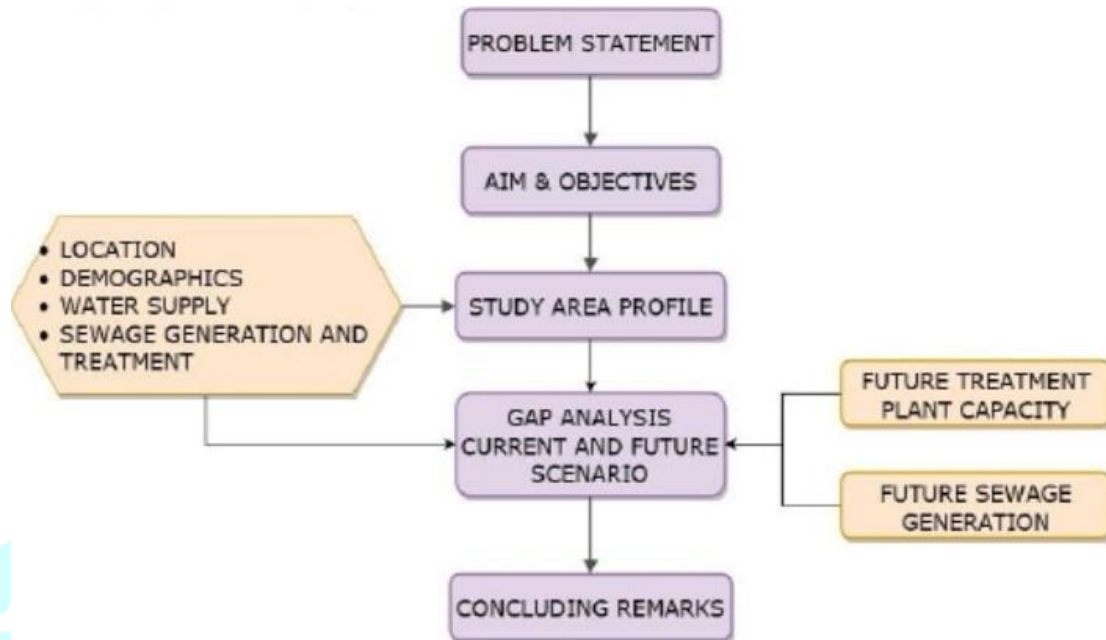 PROBLEM STATEMENT
AIM & OBJECTIVES
• LOCATION
• DEMOGRAPHICS
• WATER SUPPLY
• SEWAGE GENERATION AND
TREATMENT
STUDY AREA PROFILE
GAP ANALYSIS
CURRENT AND FUTURE
SCENARIO
FUTURE TREATMENT
PLANT CAPACITY
FUTURE SEWAGE
GENERATION
CONCLUDING REMARKS